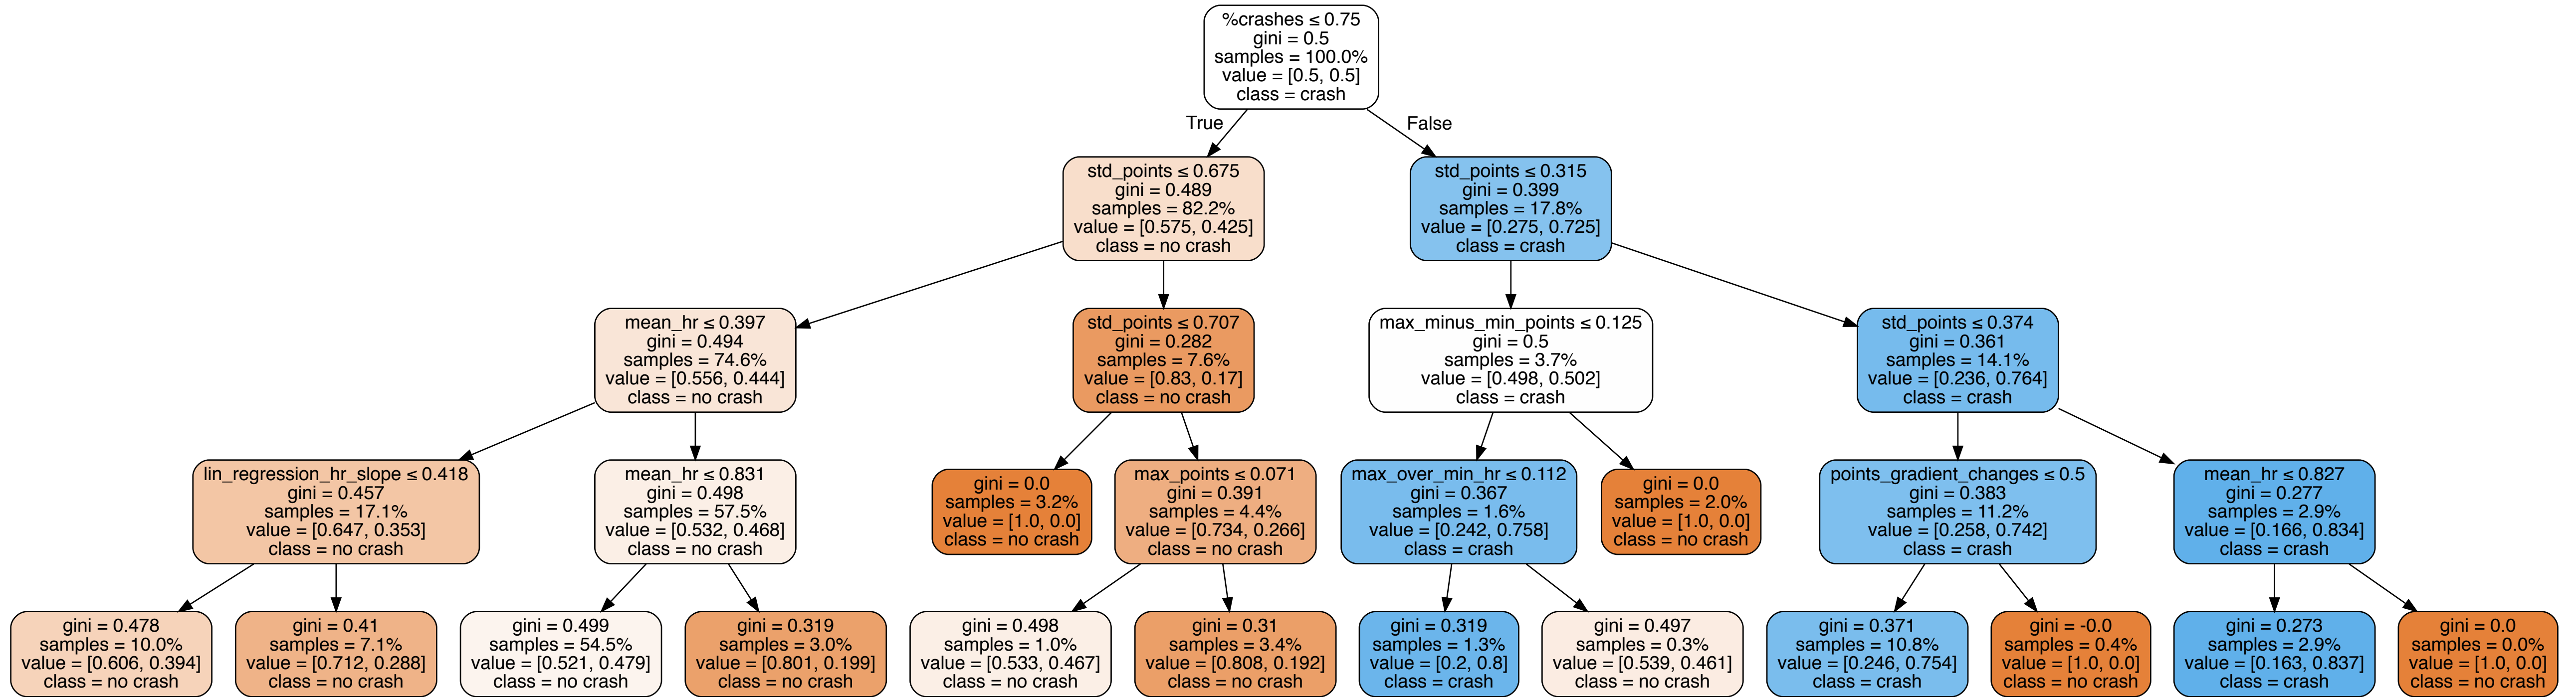 %crashes ≤ 0.75
gini = 0.5
samples = 100.0%
value = [0.5, 0.5]
class = crash
True
False
std_points ≤ 0.675
gini = 0.489
samples = 82.2%
value = [0.575, 0.425]
class = no crash
std_points ≤ 0.315
gini = 0.399
samples = 17.8%
value = [0.275, 0.725]
class = crash
mean_hr ≤ 0.397
gini = 0.494
samples = 74.6%
value = [0.556, 0.444]
class = no crash
std_points ≤ 0.707
gini = 0.282
samples = 7.6%
value = [0.83, 0.17]
class = no crash
max_minus_min_points ≤ 0.125
gini = 0.5
samples = 3.7%
value = [0.498, 0.502]
class = crash
std_points ≤ 0.374
gini = 0.361
samples = 14.1%
value = [0.236, 0.764]
class = crash
lin_regression_hr_slope ≤ 0.418
gini = 0.457
samples = 17.1%
value = [0.647, 0.353]
class = no crash
mean_hr ≤ 0.831
gini = 0.498
samples = 57.5%
value = [0.532, 0.468]
class = no crash
gini = 0.0
samples = 3.2%
value = [1.0, 0.0]
class = no crash
max_points ≤ 0.071
gini = 0.391
samples = 4.4%
value = [0.734, 0.266]
class = no crash
max_over_min_hr ≤ 0.112
gini = 0.367
samples = 1.6%
value = [0.242, 0.758]
class = crash
gini = 0.0
samples = 2.0%
value = [1.0, 0.0]
class = no crash
points_gradient_changes ≤ 0.5
gini = 0.383
samples = 11.2%
value = [0.258, 0.742]
class = crash
mean_hr ≤ 0.827
gini = 0.277
samples = 2.9%
value = [0.166, 0.834]
class = crash
gini = 0.478
samples = 10.0%
value = [0.606, 0.394]
class = no crash
gini = 0.41
samples = 7.1%
value = [0.712, 0.288]
class = no crash
gini = 0.499
samples = 54.5%
value = [0.521, 0.479]
class = no crash
gini = 0.319
samples = 3.0%
value = [0.801, 0.199]
class = no crash
gini = 0.498
samples = 1.0%
value = [0.533, 0.467]
class = no crash
gini = 0.31
samples = 3.4%
value = [0.808, 0.192]
class = no crash
gini = 0.319
samples = 1.3%
value = [0.2, 0.8]
class = crash
gini = 0.497
samples = 0.3%
value = [0.539, 0.461]
class = no crash
gini = 0.371
samples = 10.8%
value = [0.246, 0.754]
class = crash
gini = -0.0
samples = 0.4%
value = [1.0, 0.0]
class = no crash
gini = 0.273
samples = 2.9%
value = [0.163, 0.837]
class = crash
gini = 0.0
samples = 0.0%
value = [1.0, 0.0]
class = no crash